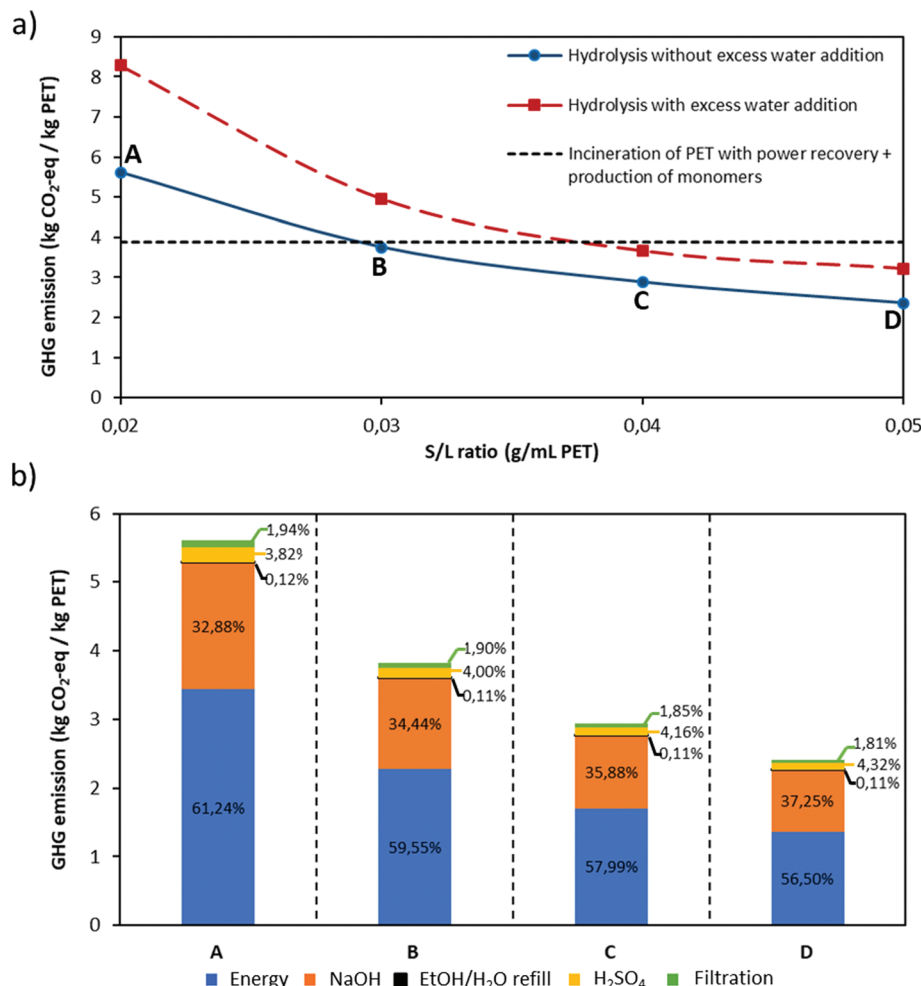 a)
GHG emission (kg CO₂-eq / kg PET)
9
8
7
6
5
4
3
2
1
0
Hydrolysis without excess water addition
Hydrolysis with excess water addition
Incineration of PET with power recovery +
production of monomers
A
B
C
D
0,02
0,03
0,04
0,05
S/L ratio (g/mL PET)
b)
GHG emission (kg CO₂-eq / kg PET)
6
5
4
3
2
1
0
1,94%
3,82%
0,12%
32,88%
61,24%
1,90%
4,00%
0,11%
34,44%
59,55%
1,85%
4,16%
0,11%
35,88%
57,99%
1,81%
4,32%
0,11%
37,25%
56,50%
A
B
C
D
Energy
NaOH
EtOH/H₂O refill
H₂SO₄
Filtration